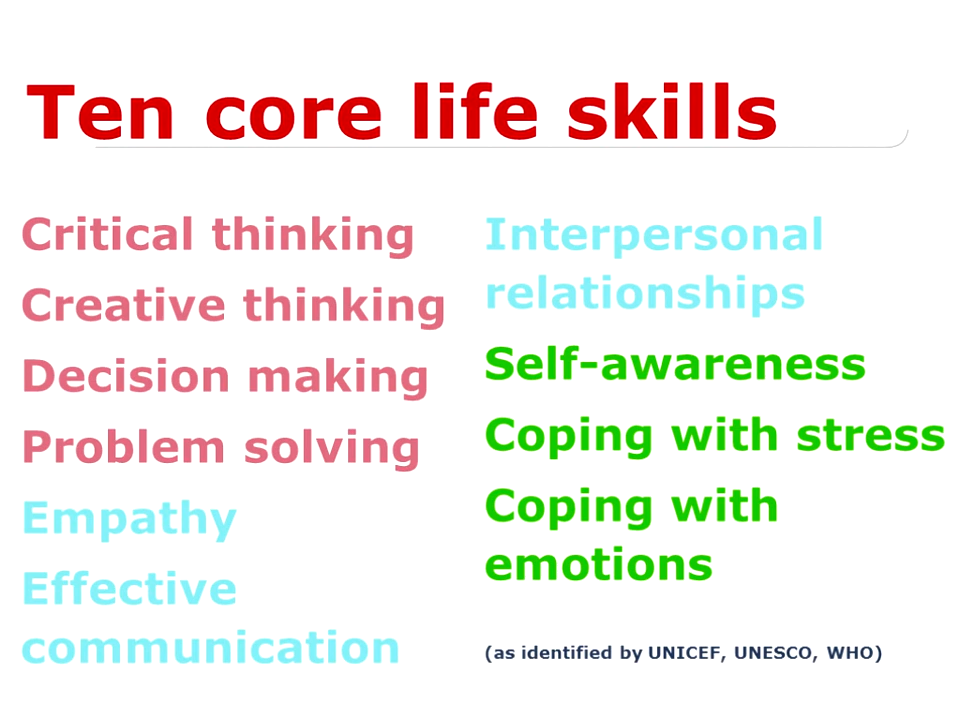 Ten core life skills
Critical thinking
Creative thinking
Decision making
Problem solving
Empathy
Effective
communication
Interpersonal
relationships
Self-awareness
Coping with stress
Coping with
emotions
(as identified by UNICEF, UNESCO, WHO)